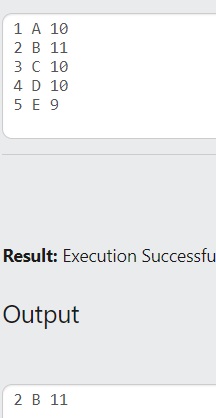 1 A 10
2 B 11
3 C 10
4 D 10
5 E 9
Result: Execution Successfu
Output
2 B 11